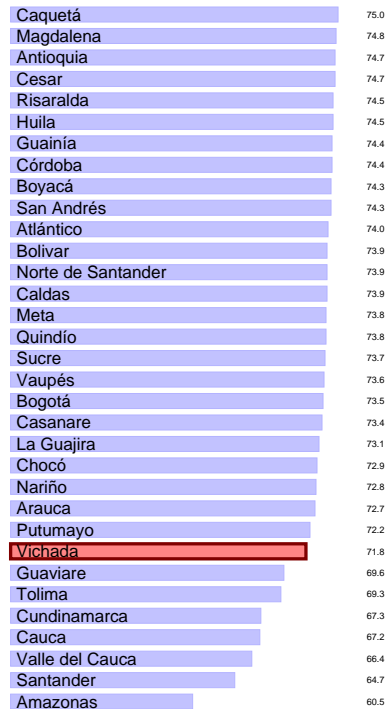 Caquetá 75.0
Magdalena 74.8
Antioquia 74.7
Cesar 74.7
Risaralda 74.5
Huila 74.5
Guainía 74.4
Córdoba 74.4
Boyacá 74.3
San Andrés 74.3
Atlántico 74.0
Bolivar 73.9
Norte de Santander 73.9
Caldas 73.9
Meta 73.8
Quindío 73.8
Sucre 73.7
Vaupés 73.6
Bogotá 73.5
Casanare 73.4
La Guajira 73.1
Chocó 72.9
Nariño 72.8
Arauca 72.7
Putumayo 72.2
Vichada 71.8
Guaviare 69.6
Tolima 69.3
Cundinamarca 67.3
Cauca 67.2
Valle del Cauca 66.4
Santander 64.7
Amazonas 60.5